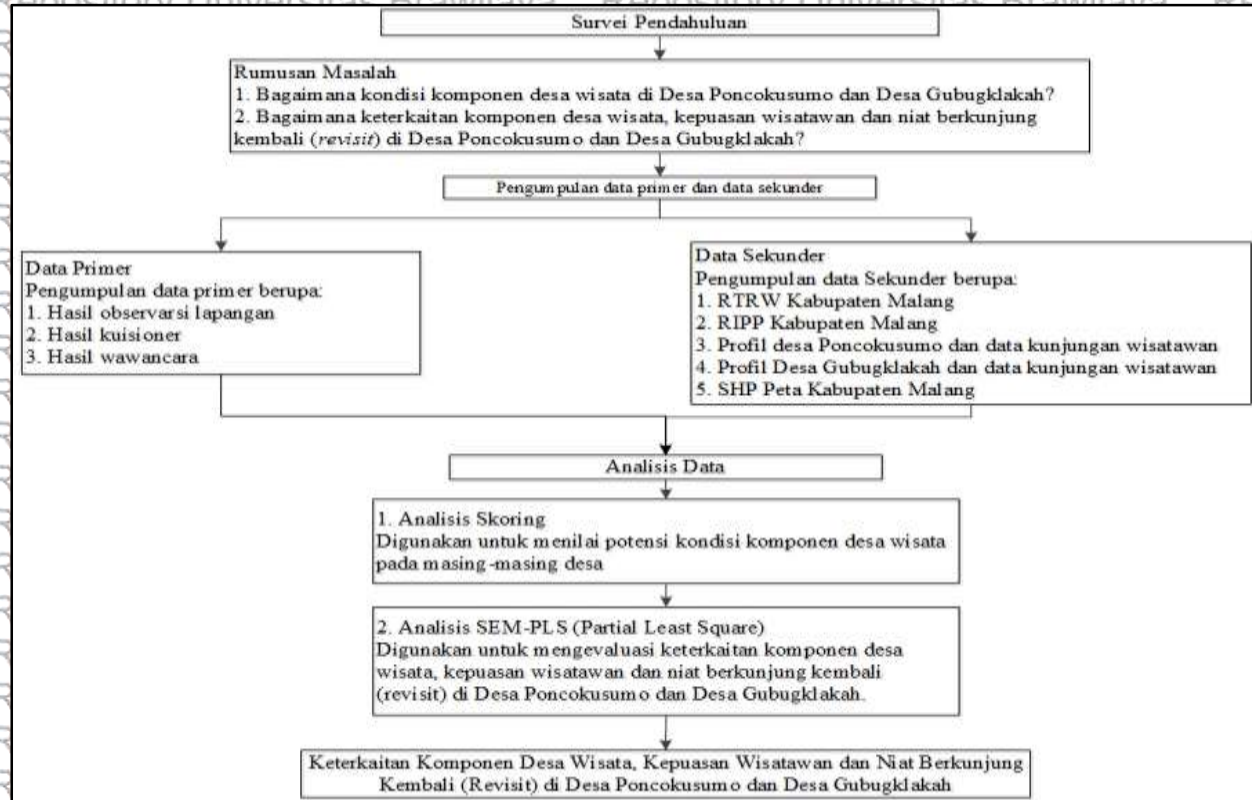 Repository Universitas Brawijaya
Survei Pendahuluan
Rumusan Masalah
1. Bagaimana kondisi komponen desa wisata di Desa Poncokusumo dan Desa Gubugklakah?
2. Bagaimana keterkaitan komponen desa wisata, kepuasan wisatawan dan niat berkunjung
kembali (revisit) di Desa Poncokusumo dan Desa Gubugklakah?
Pengumpulan data primer dan data sekunder
Data Primer
Pengumpulan data primer berupa:
1. Hasil observarsi lapangan
2. Hasil kuisioner
3. Hasil wawancara
Data Sekunder
Pengumpulan data Sekunder berupa:
1. RTRW Kabupaten Malang
2. RIPP Kabupaten Malang
3. Profil desa Poncokusumo dan data kunjungan wisatawan
4. Profil Desa Gubugklakah dan data kunjungan wisatawan
5. SHP Peta Kabupaten Malang
Analisis Data
1. Analisis Skoring
Digunakan untuk menilai potensi kondisi komponen desa wisata
pada masing-masing desa
2. Analisis SEM-PLS (Partial Least Square)
Digunakan untuk mengevaluasi keterkaitan komponen desa
wisata, kepuasan wisatawan dan niat berkunjung kembali
(revisit) di Desa Poncokusumo dan Desa Gubugklakah.
Keterkaitan Komponen Desa Wisata, Kepuasan Wisatawan dan Niat Berkunjung
Kembali (Revisit) di Desa Poncokusumo dan Desa Gubugklakah